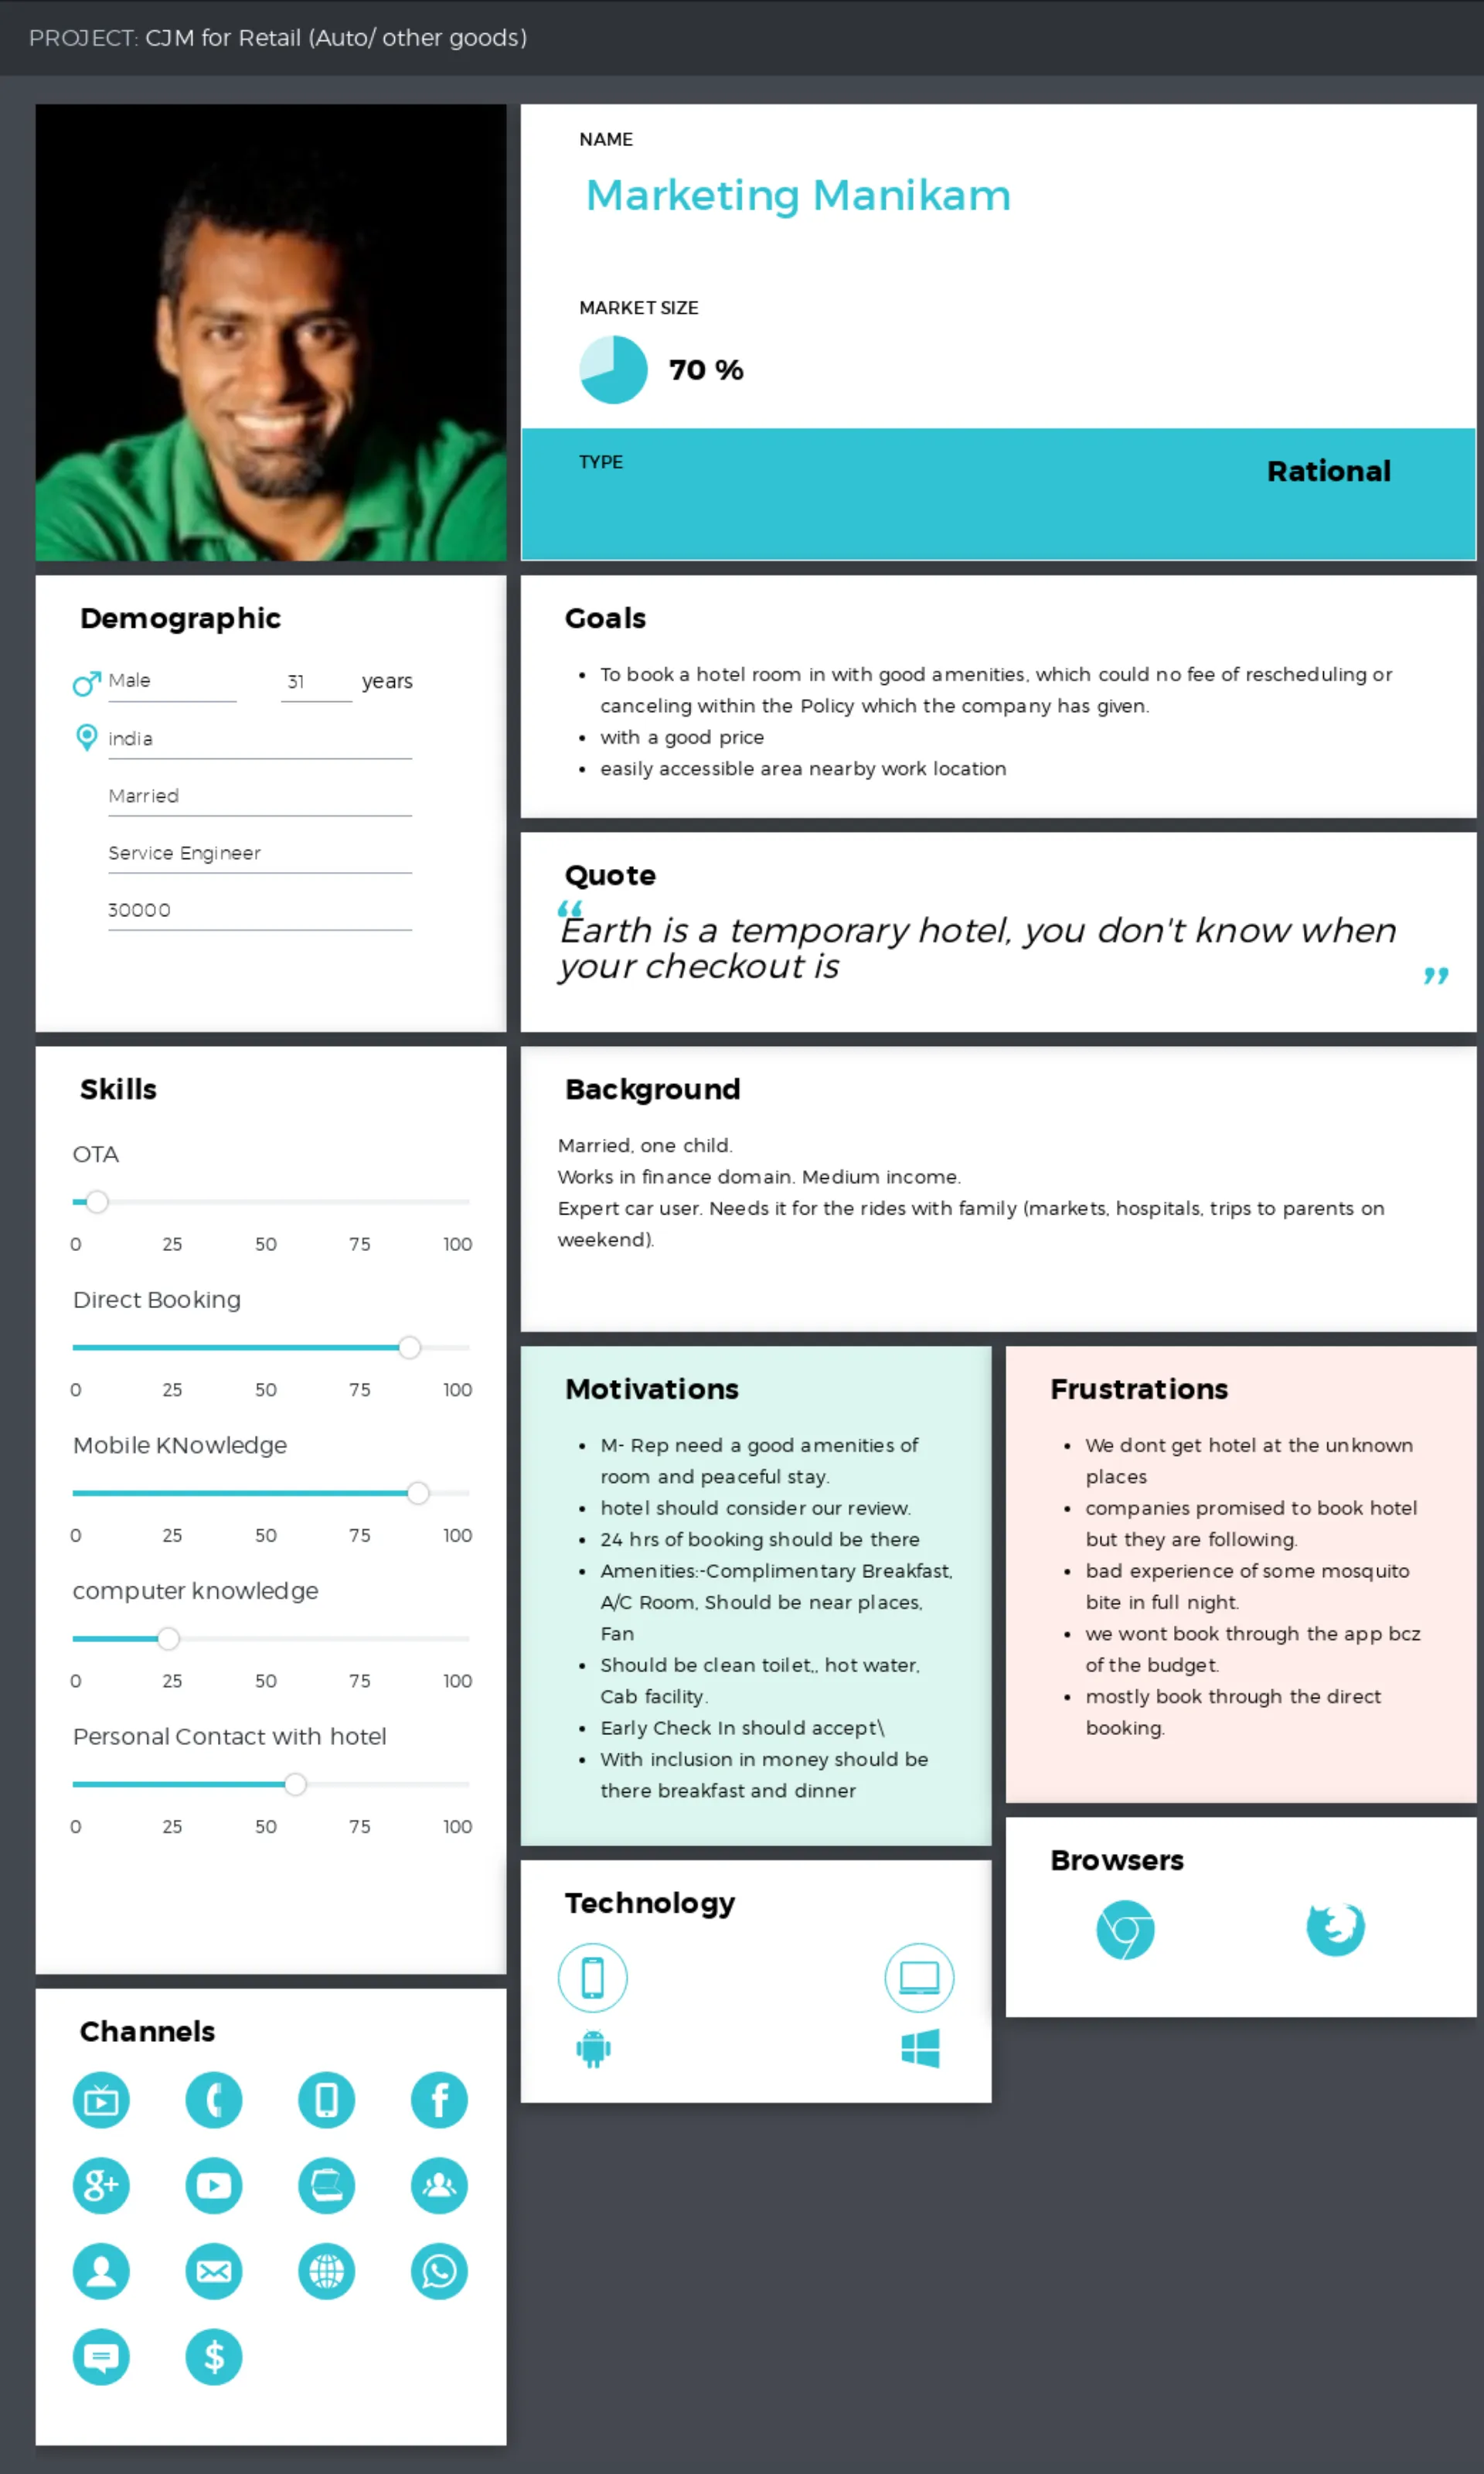 PROJECT: CJM for Retail (Auto/ other goods)
NAME
Marketing Manikam
MARKET SIZE
70 %
TYPE
Rational
Demographic
Male 31 years
india
Married
Service Engineer
30000
Goals
• To book a hotel room in with good amenities, which could no fee of rescheduling or
canceling within the Policy which the company has given.
• with a good price
• easily accessible area nearby work location
Quote
“Earth is a temporary hotel, you don't know when
your checkout is ”
Skills
OTA
0 25 50 75 100
Direct Booking
0 25 50 75 100
Mobile KNowledge
0 25 50 75 100
computer knowledge
0 25 50 75 100
Personal Contact with hotel
0 25 50 75 100
Background
Married, one child.
Works in finance domain. Medium income.
Expert car user. Needs it for the rides with family (markets, hospitals, trips to parents on
weekend).
Motivations
• M- Rep need a good amenities of
room and peaceful stay.
• hotel should consider our review.
• 24 hrs of booking should be there
• Amenities:-Complimentary Breakfast,
A/C Room, Should be near places,
Fan
• Should be clean toilet,, hot water,
Cab facility.
• Early Check In should accept\
• With inclusion in money should be
there breakfast and dinner
Frustrations
• We dont get hotel at the unknown
places
• companies promised to book hotel
but they are following.
• bad experience of some mosquito
bite in full night.
• we wont book through the app bcz
of the budget.
• mostly book through the direct
booking.
Technology
Browsers
Channels
f
g+
$